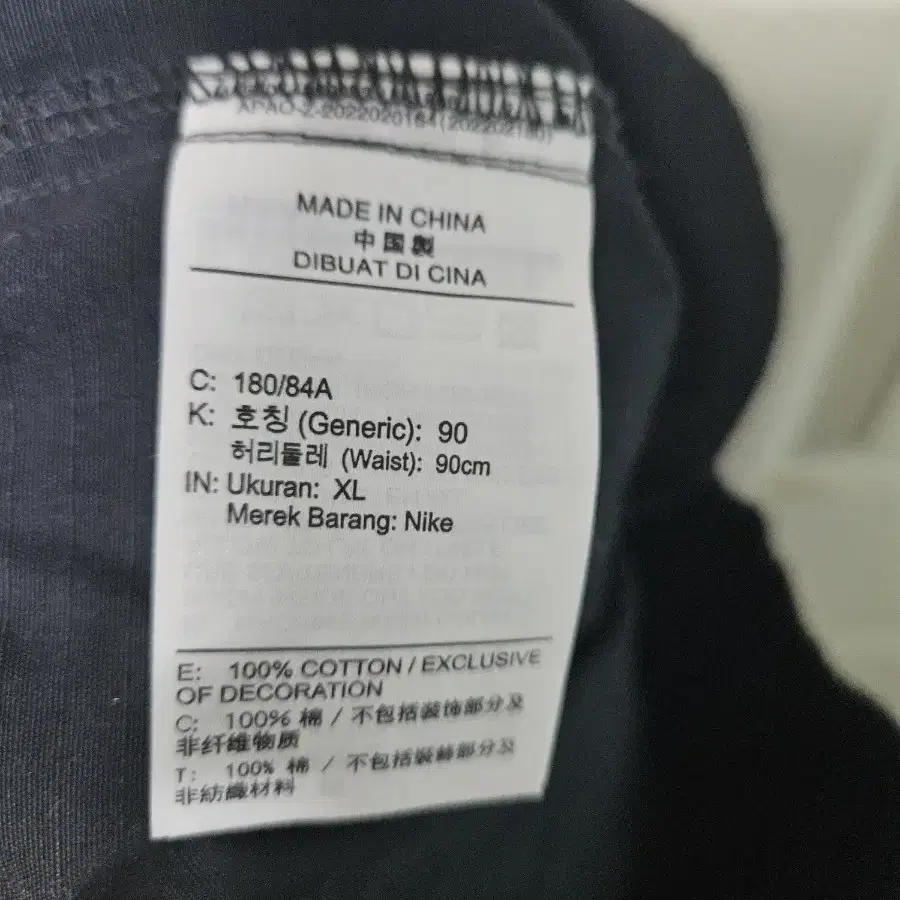 MADE IN CHINA
中国製
DIBUAT DI CINA
C: 180/84A
K: 호칭 (Generic): 90
허리둘레 (Waist): 90cm
IN: Ukuran: XL
Merek Barang: Nike
E: 100% COTTON / EXCLUSIVE
OF DECORATION
C: 100% 棉 / 不包括装饰部分及
非纤维物质
T: 100% 棉 / 不包括裝飾部分及
非紡織材料